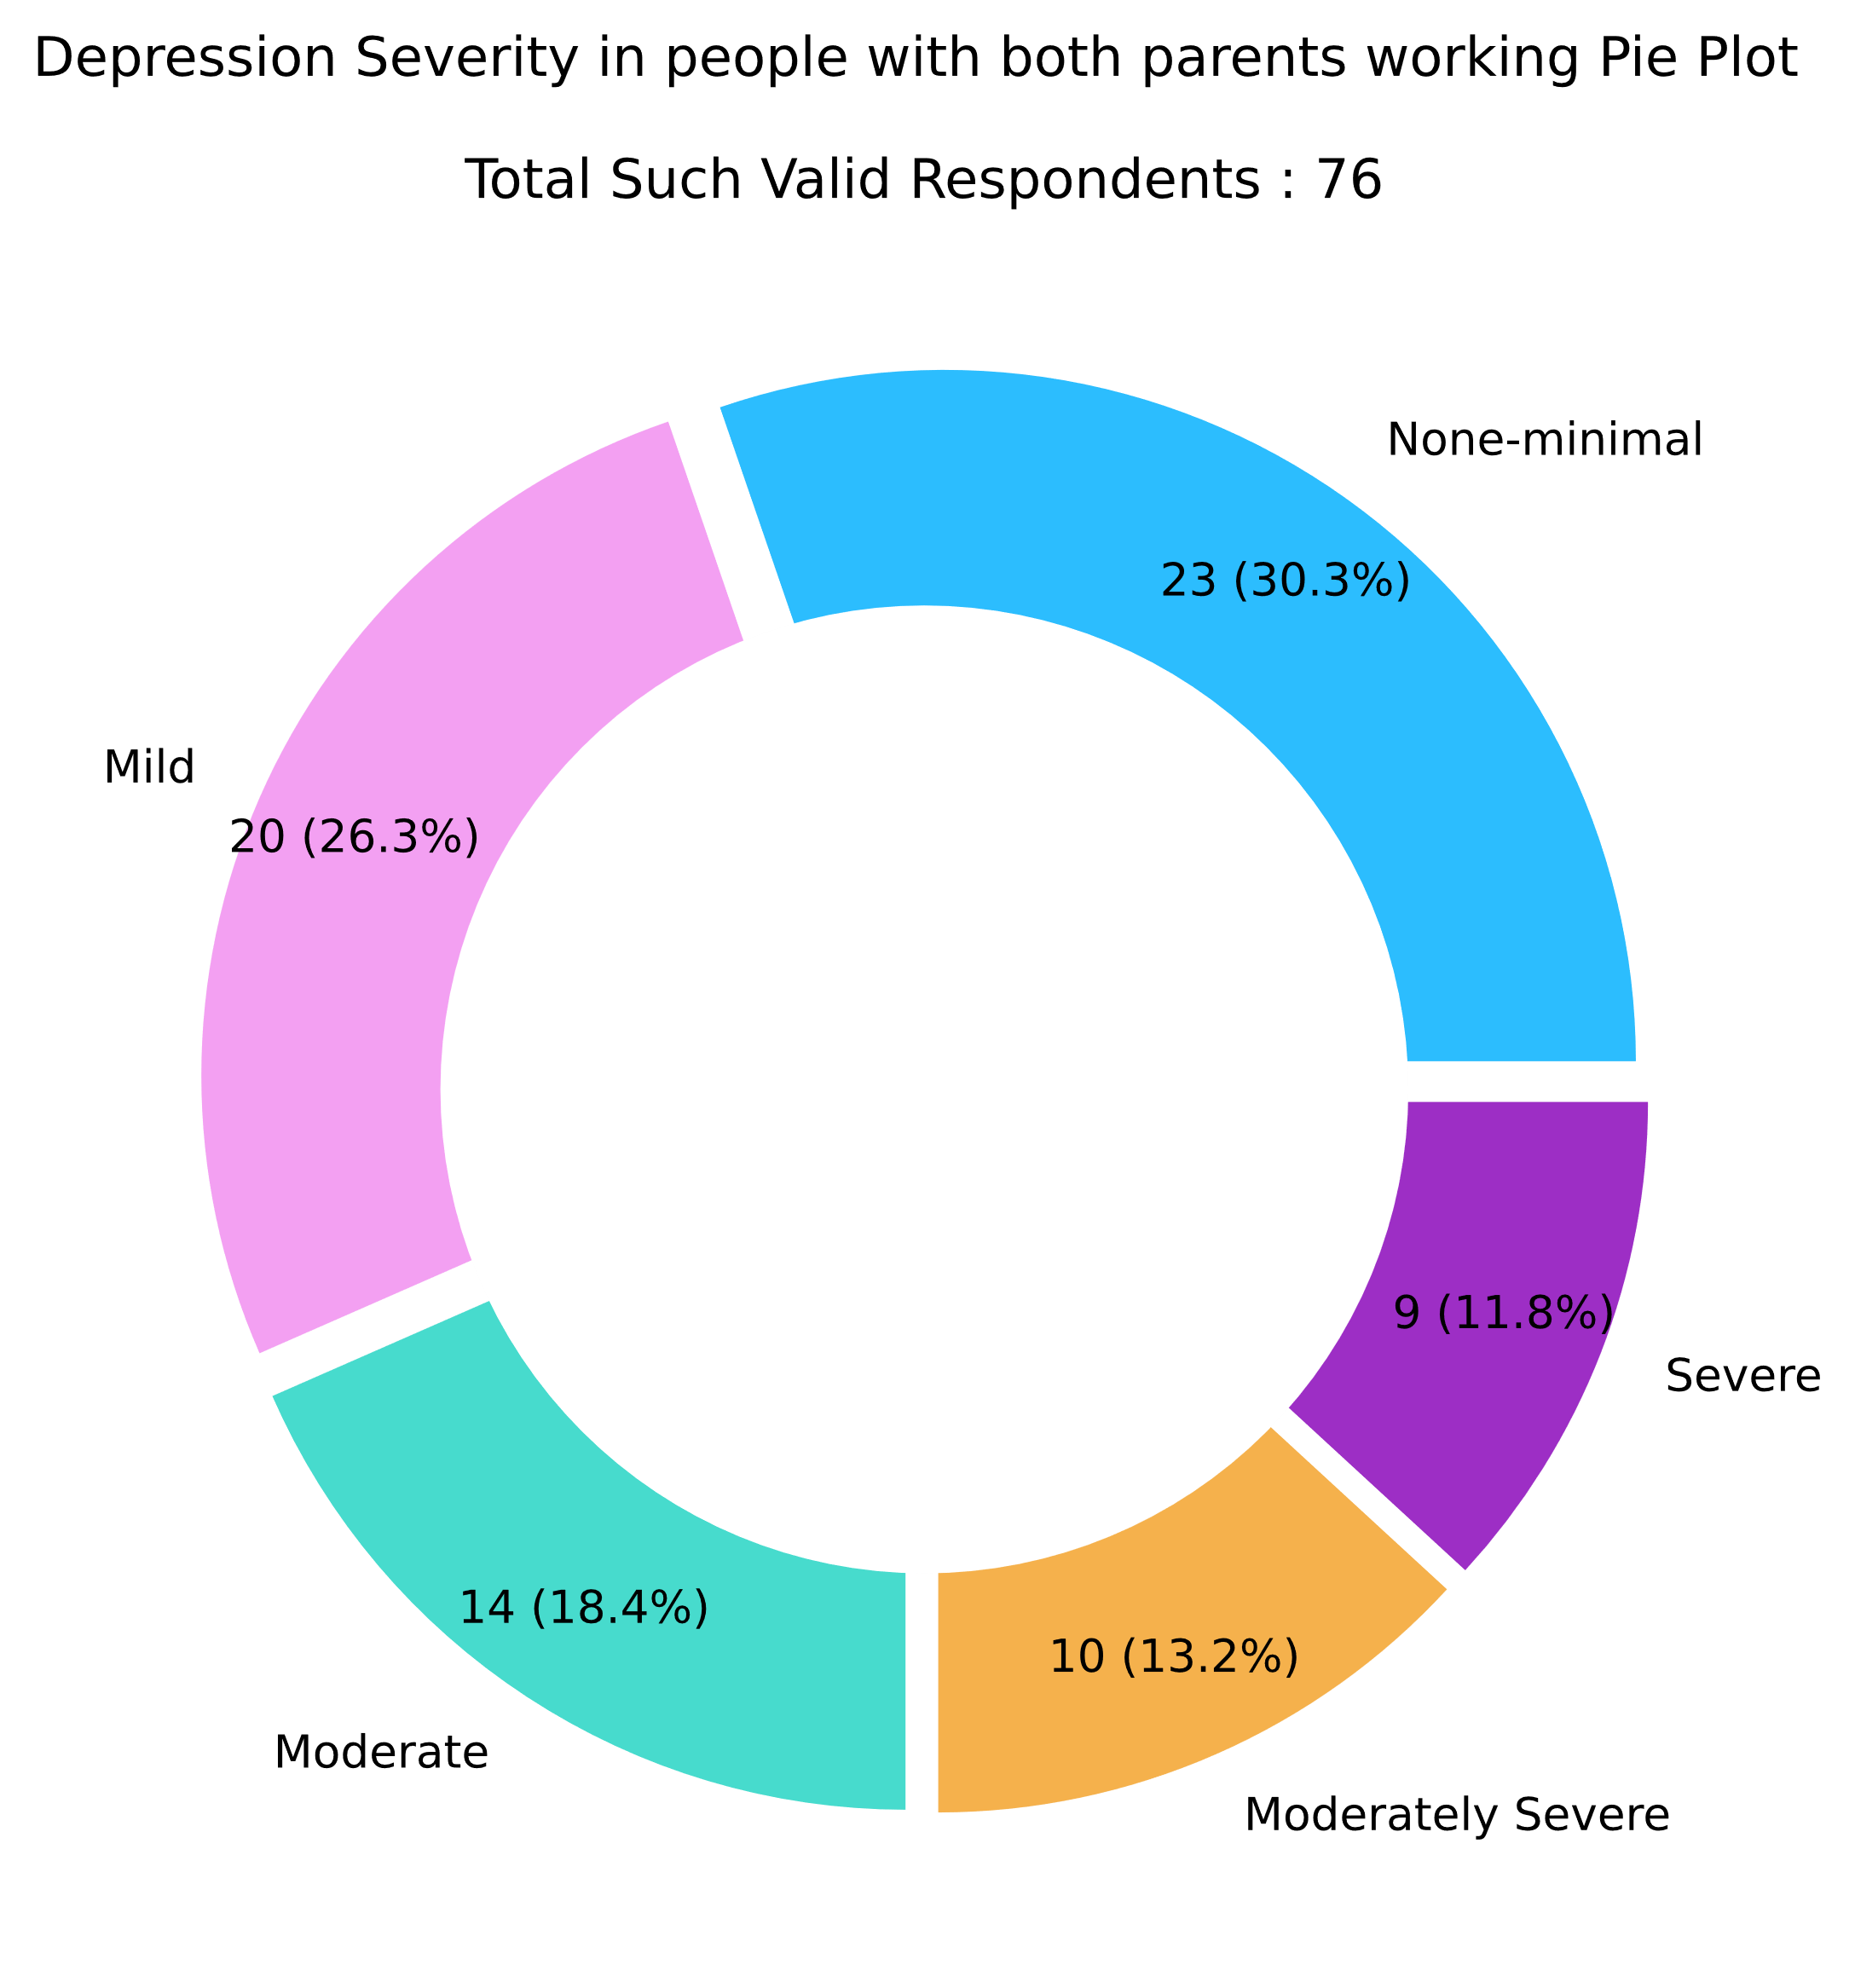 Depression Severity in people with both parents working Pie Plot
Total Such Valid Respondents : 76
None-minimal
23 (30.3%)
Mild
20 (26.3%)
9 (11.8%)
Severe
14 (18.4%)
10 (13.2%)
Moderate
Moderately Severe